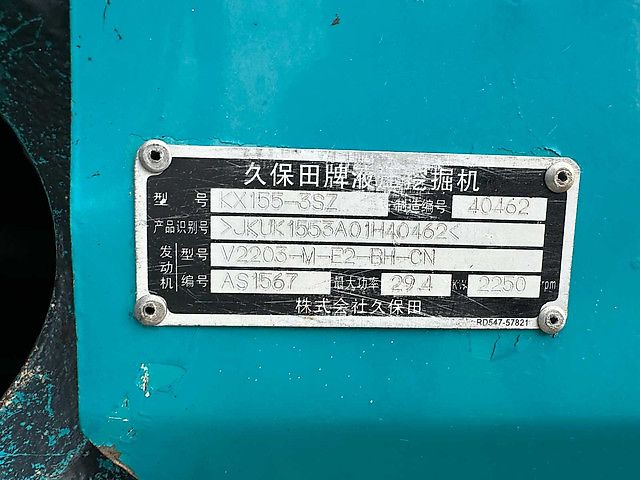 久保田牌液压挖掘机
型号 KX155-3SZ 制造编号 40462
产品识别号 >JKUK1553A01H40462<
发动机 型号 V2203-M-E2-BH-CN
编号 AS1567 最大功率 29.4 Kw 2250 rpm
株式会社久保田
RD547-57821